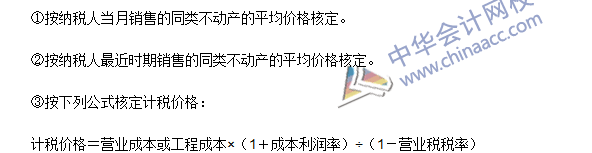 ①按纳税人当月销售的同类不动产的平均价格核定。
中华会计网校
②按纳税人最近时期销售的同类不动产的平均价格核定。
www.chinaacc.com
③按下列公式核定计税价格：
计税价格＝营业成本或工程成本×（1＋成本利润率）÷（1－营业税税率）